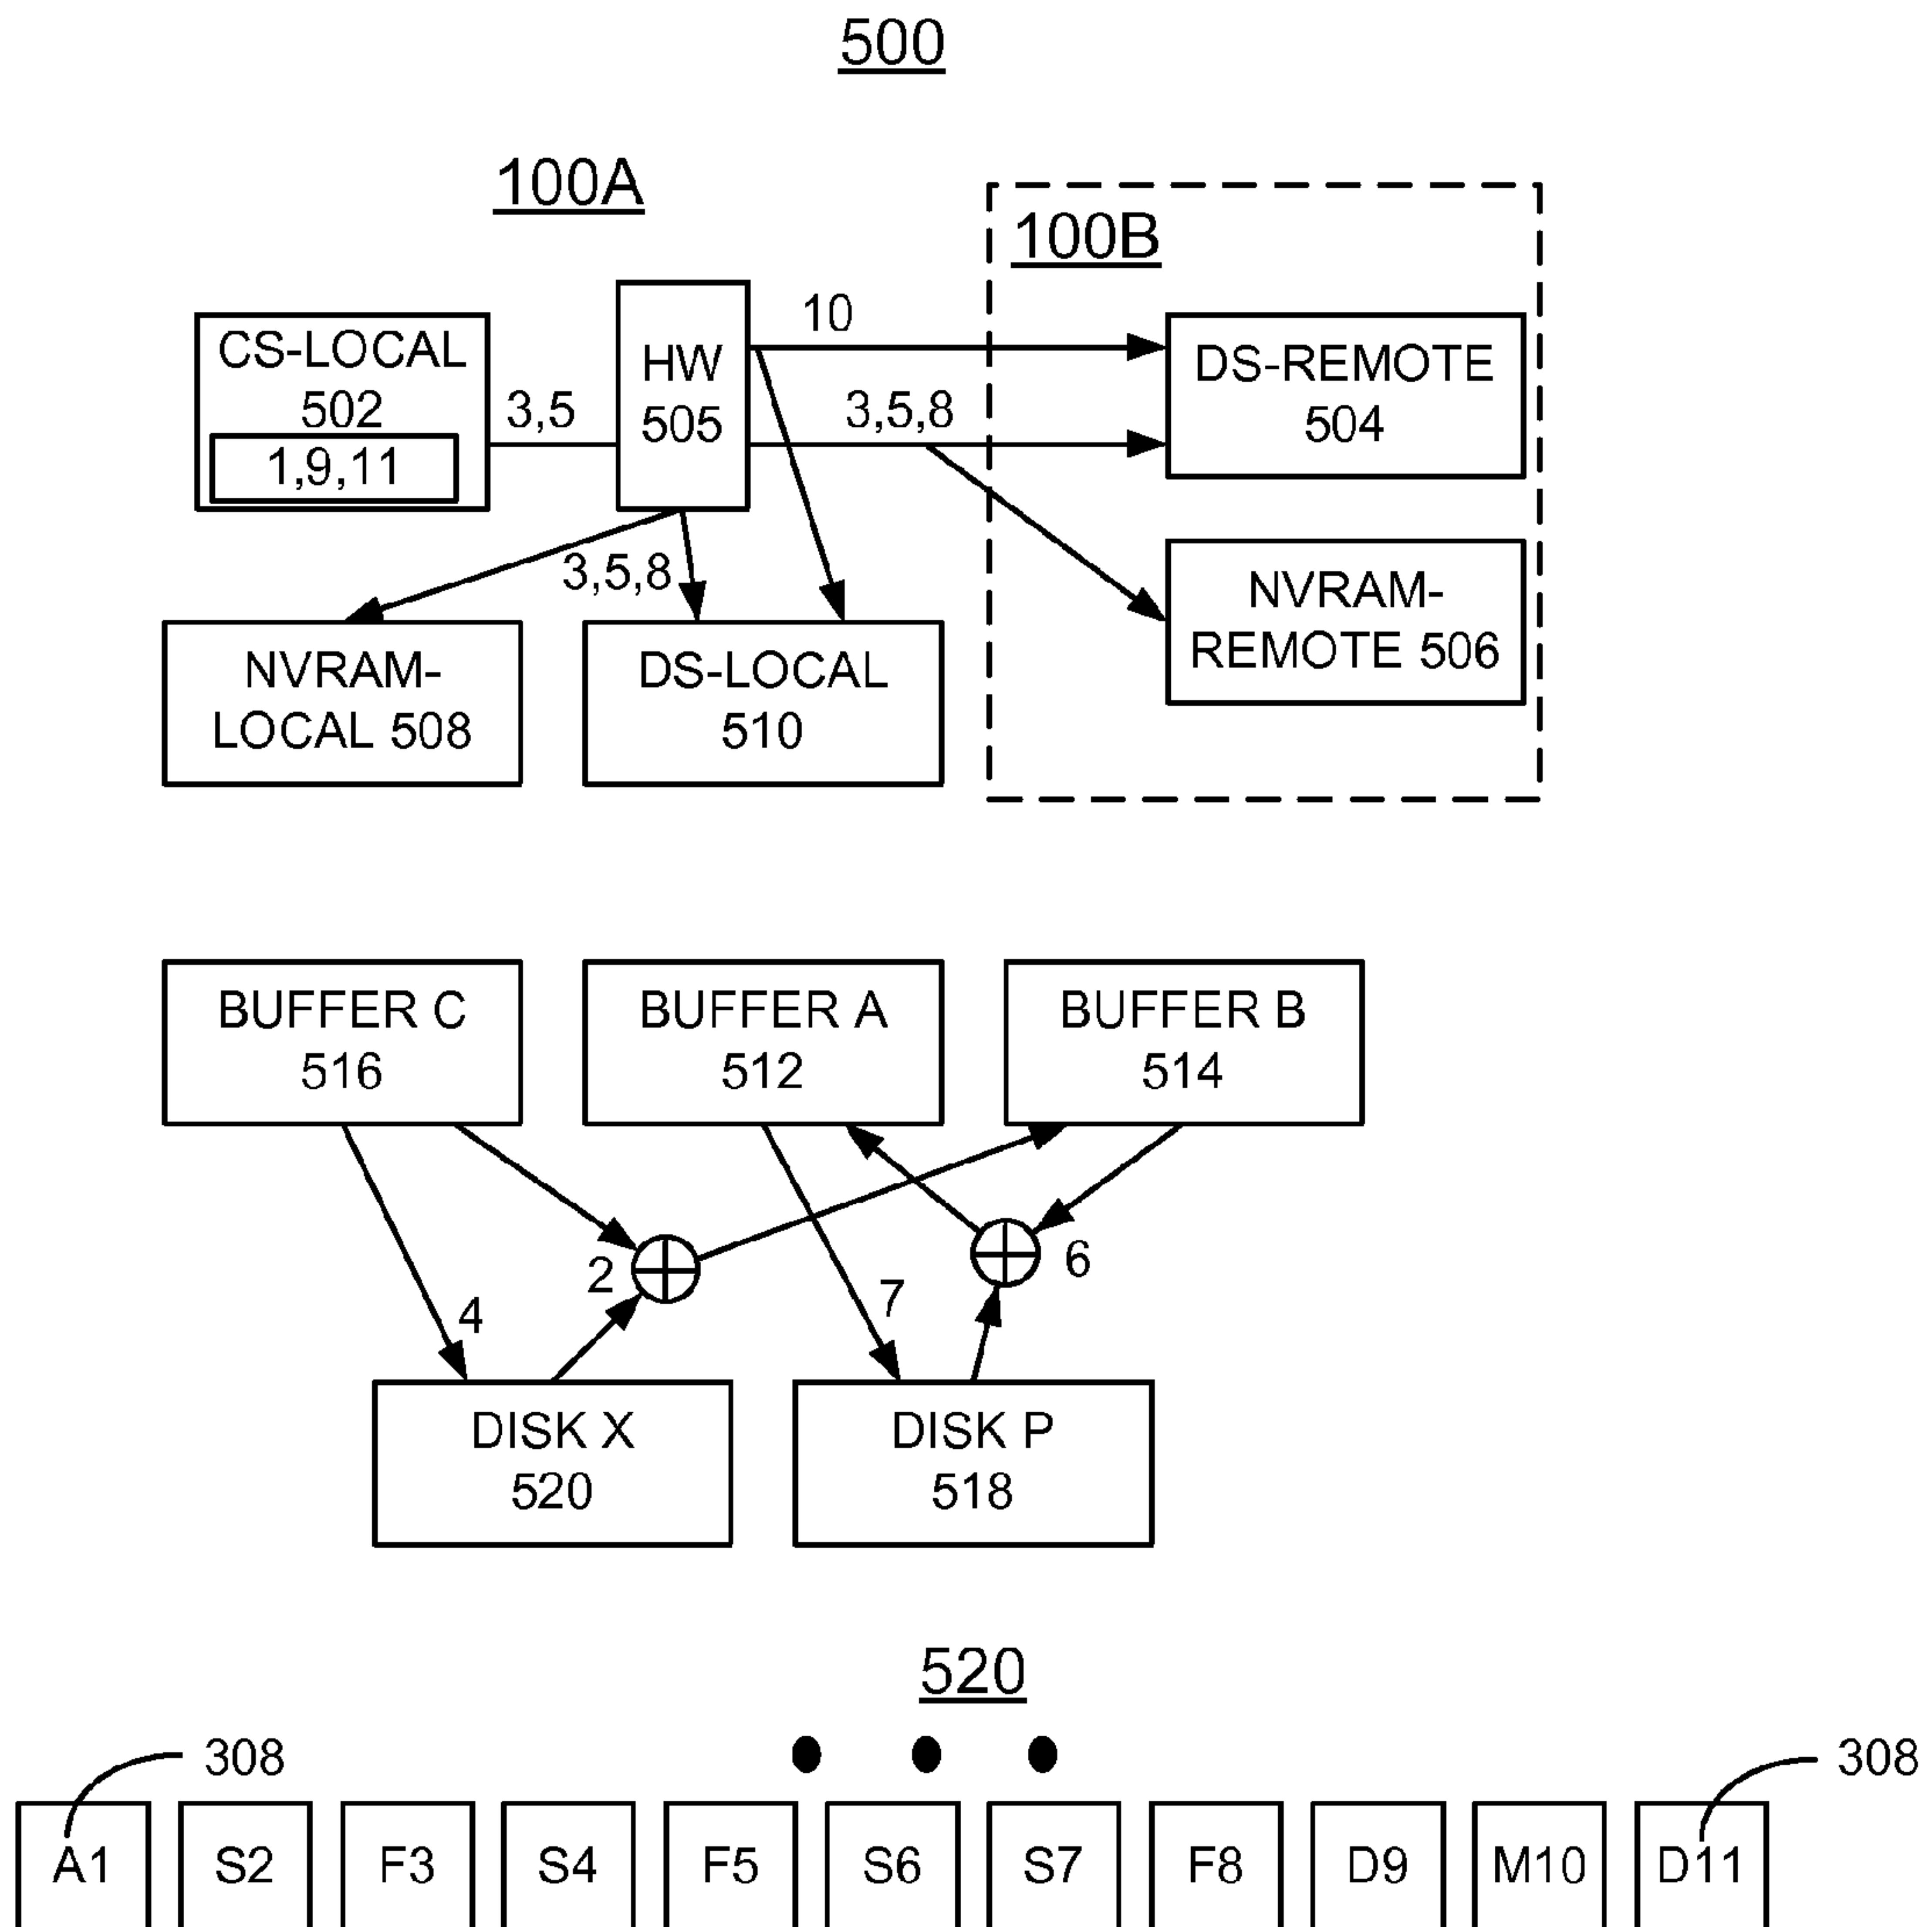 500
100A
100B
10
CS-LOCAL
502
1,9,11
3,5
HW
505
3,5,8
DS-REMOTE
504
3,5,8
NVRAM-
REMOTE 506
NVRAM-
LOCAL 508
DS-LOCAL
510
BUFFER C
516
BUFFER A
512
BUFFER B
514
2
6
4
7
DISK X
520
DISK P
518
520
308
308
A1
S2
F3
S4
F5
S6
S7
F8
D9
M10
D11